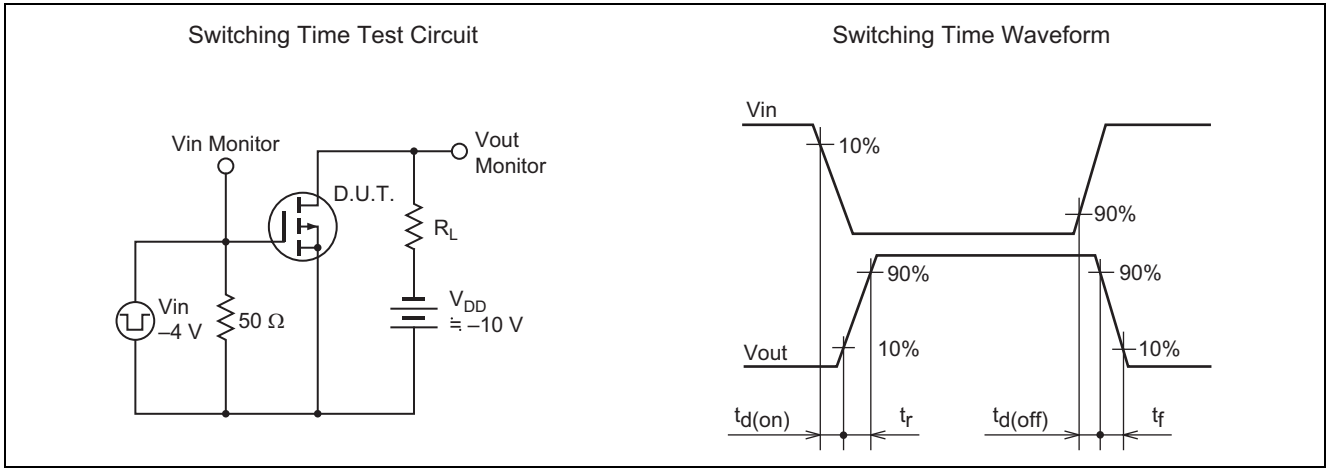 Switching Time Test Circuit
Vin Monitor
Vout
Monitor
D.U.T.
RL
Vin
–4 V
50 Ω
VDD
≒ –10 V
Switching Time Waveform
Vin
10%
90%
90%
90%
Vout
10%
10%
td(on)
tr
td(off)
tf